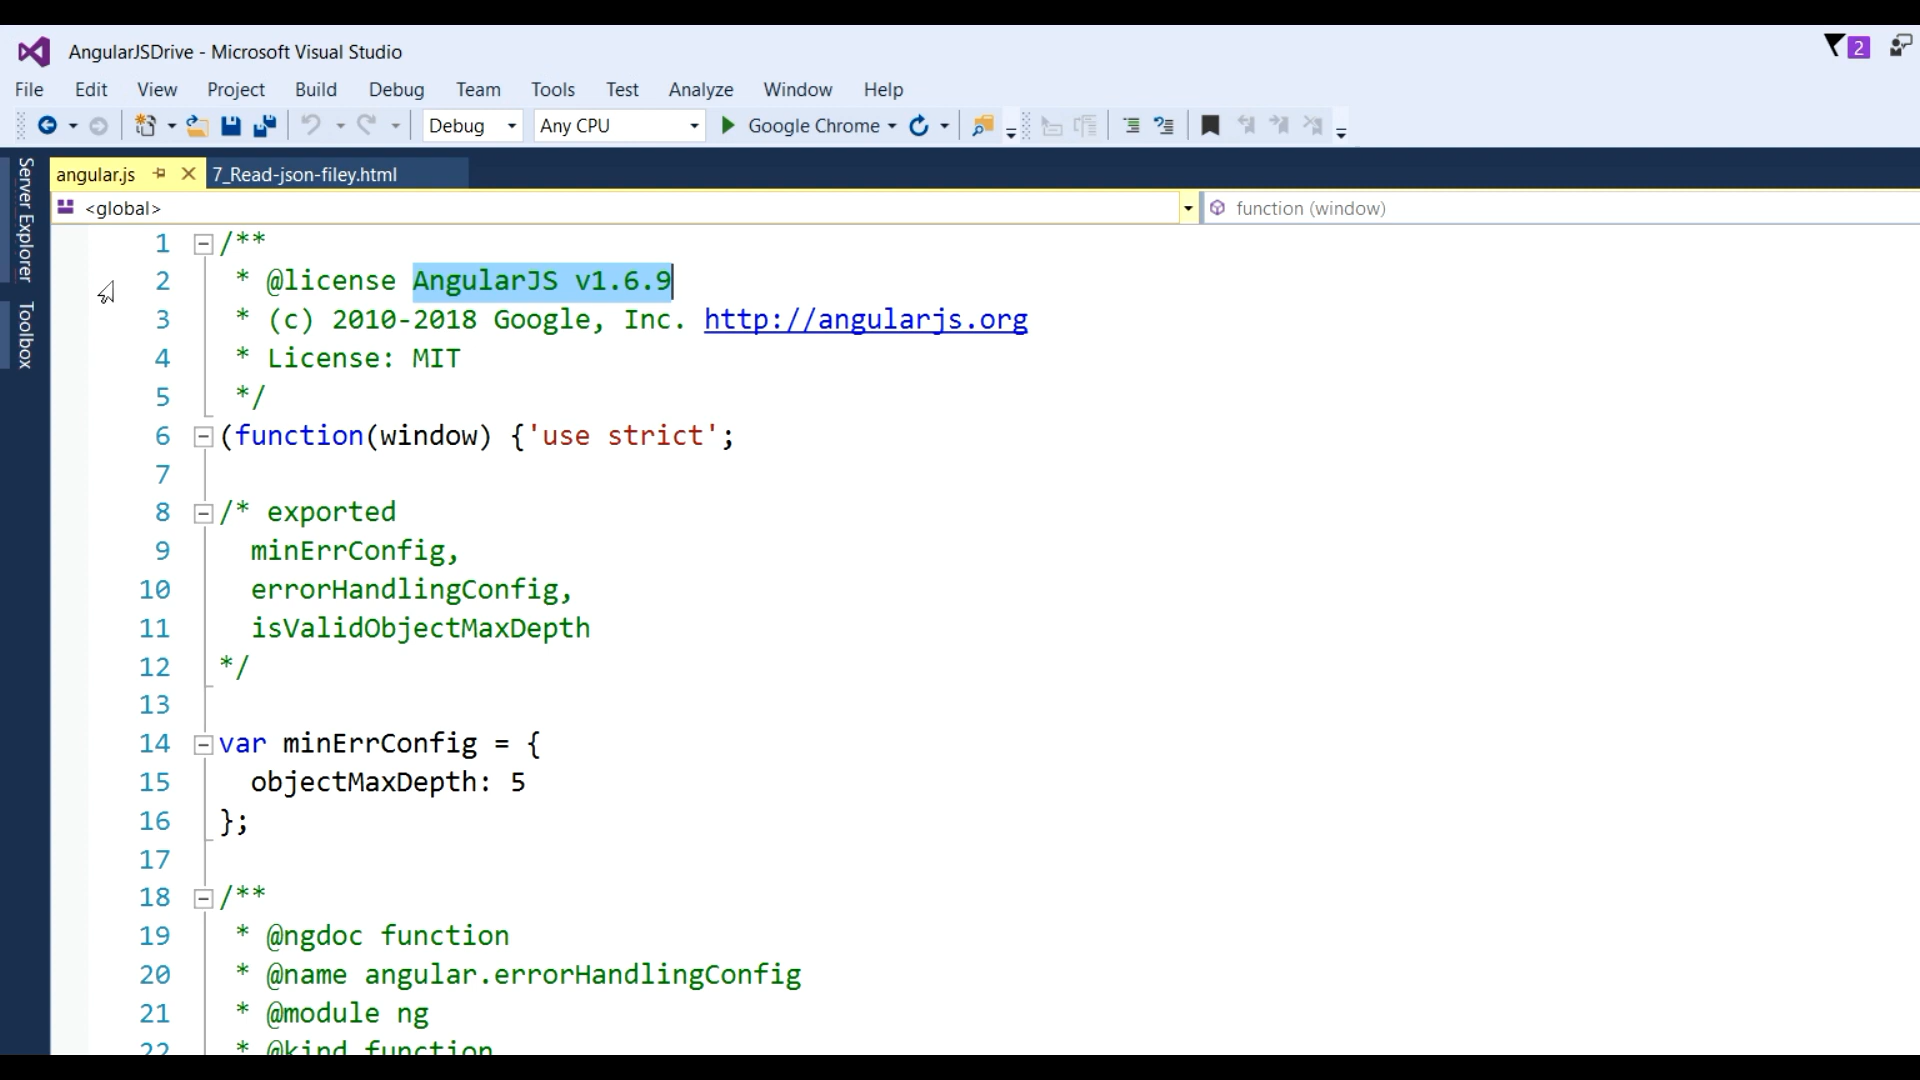 AngularJSDrive - Microsoft Visual Studio
2
File Edit View Project Build Debug Team Tools Test Analyze Window Help
Debug Any CPU Google Chrome
Server Explorer
Toolbox
angular.js 7_Read-json-filey.html
<global> function (window)
1 /**
2 * @license AngularJS v1.6.9
3 * (c) 2010-2018 Google, Inc. http://angularjs.org
4 * License: MIT
5 */
6 (function(window) {'use strict';
7
8 /* exported
9 minErrConfig,
10 errorHandlingConfig,
11 isValidObjectMaxDepth
12 */
13
14 var minErrConfig = {
15 objectMaxDepth: 5
16 };
17
18 /**
19 * @ngdoc function
20 * @name angular.errorHandlingConfig
21 * @module ng
22 * @kind function